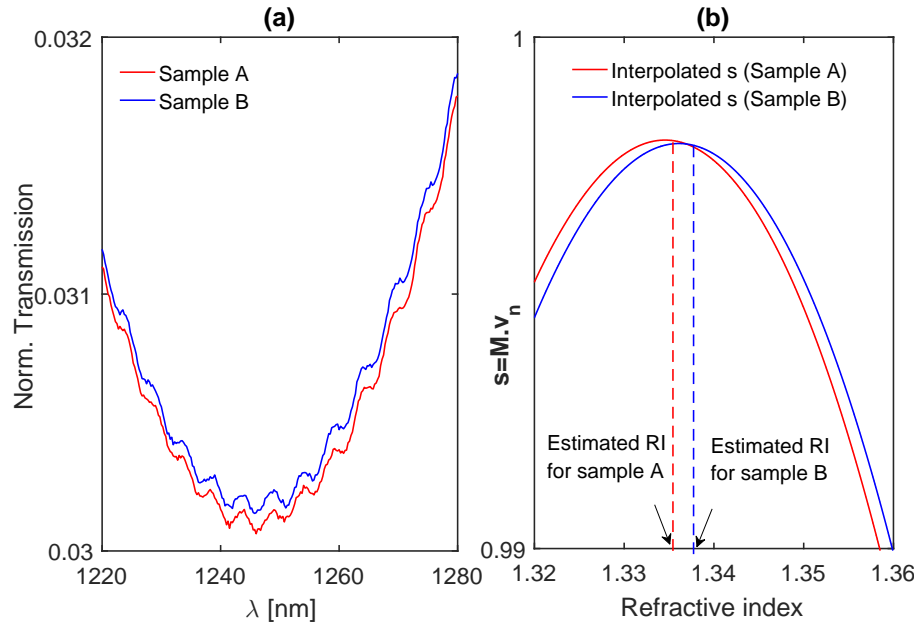 (a)
0.032
Sample A
Sample B
0.031
0.03
Norm. Transmission
1220
1240
1260
1280
λ [nm]
(b)
1
Interpolated s (Sample A)
Interpolated s (Sample B)
s=M.vn
Estimated RI
for sample A
Estimated RI
for sample B
0.99
1.32
1.33
1.34
1.35
1.36
Refractive index